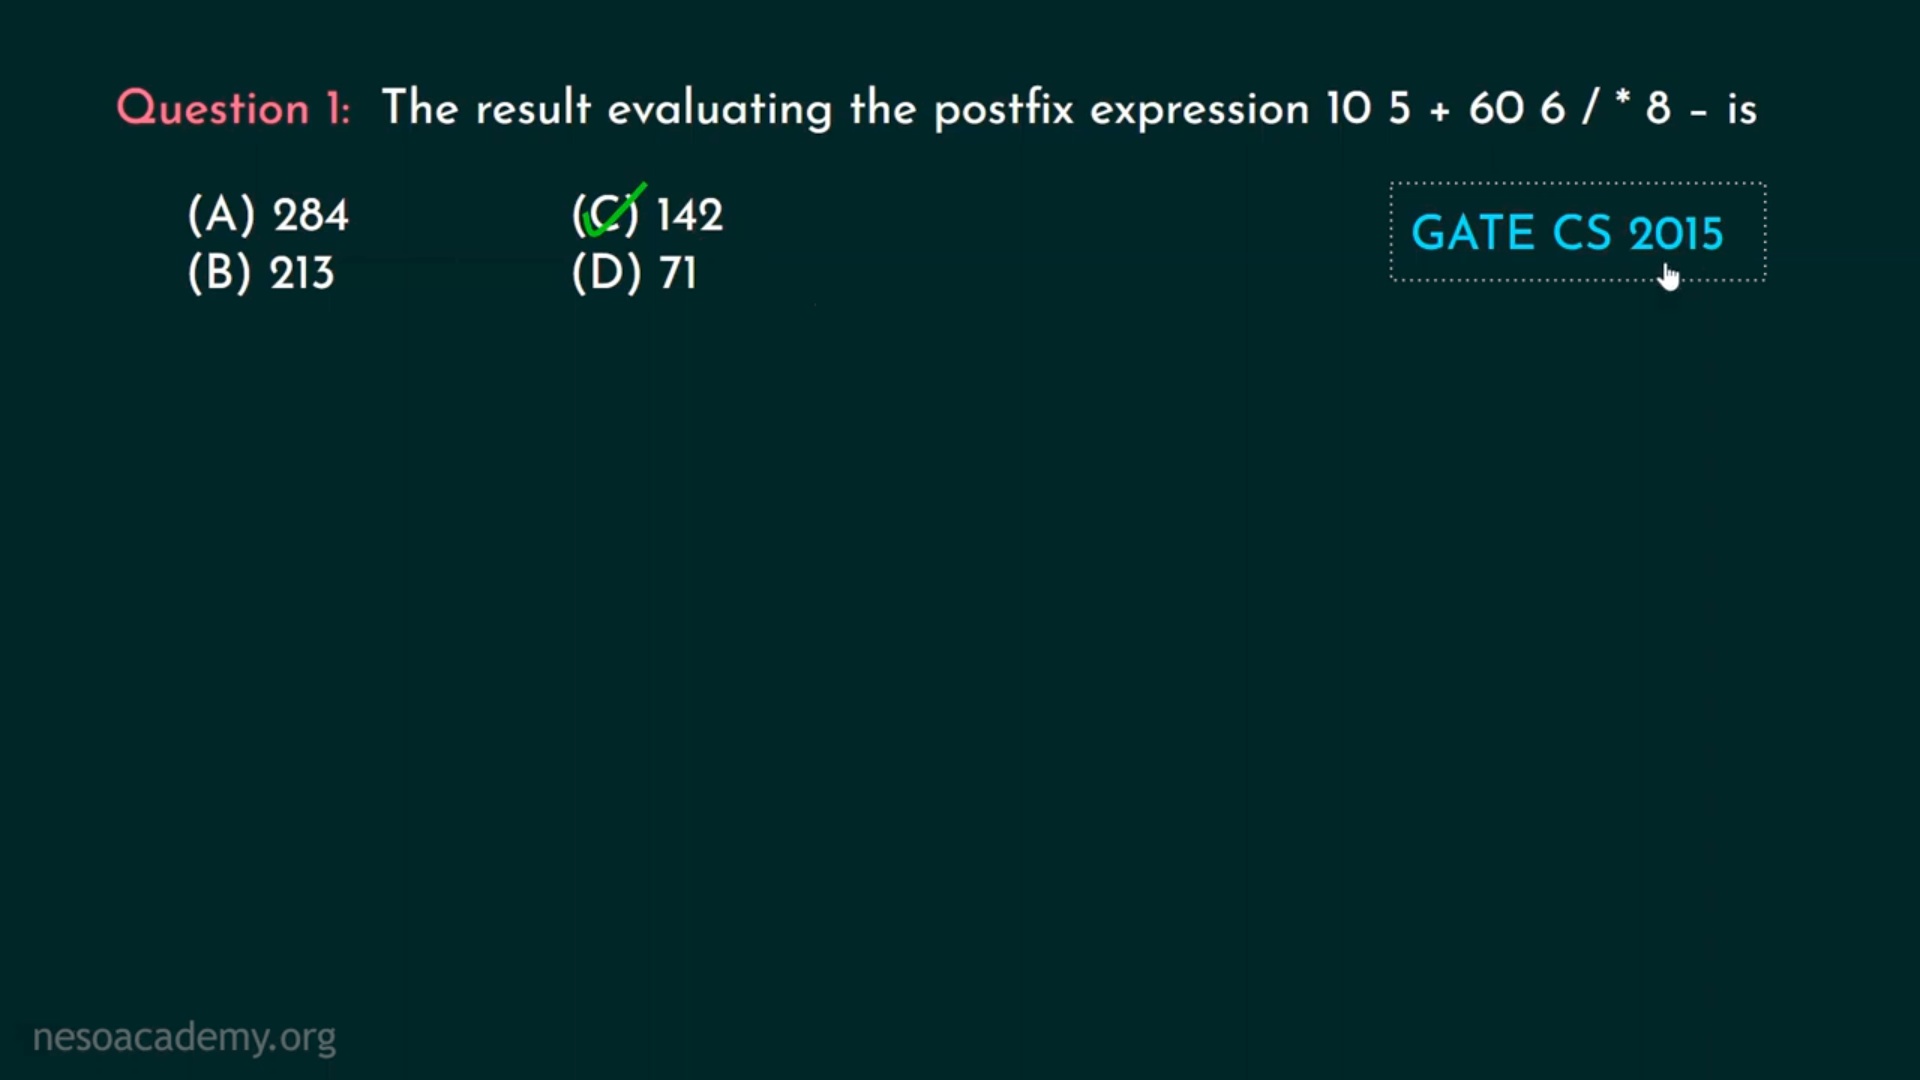 Question 1: The result evaluating the postfix expression 10 5 + 60 6 / * 8 – is
(A) 284 (C) 142
(B) 213 (D) 71
GATE CS 2015
nesoacademy.org